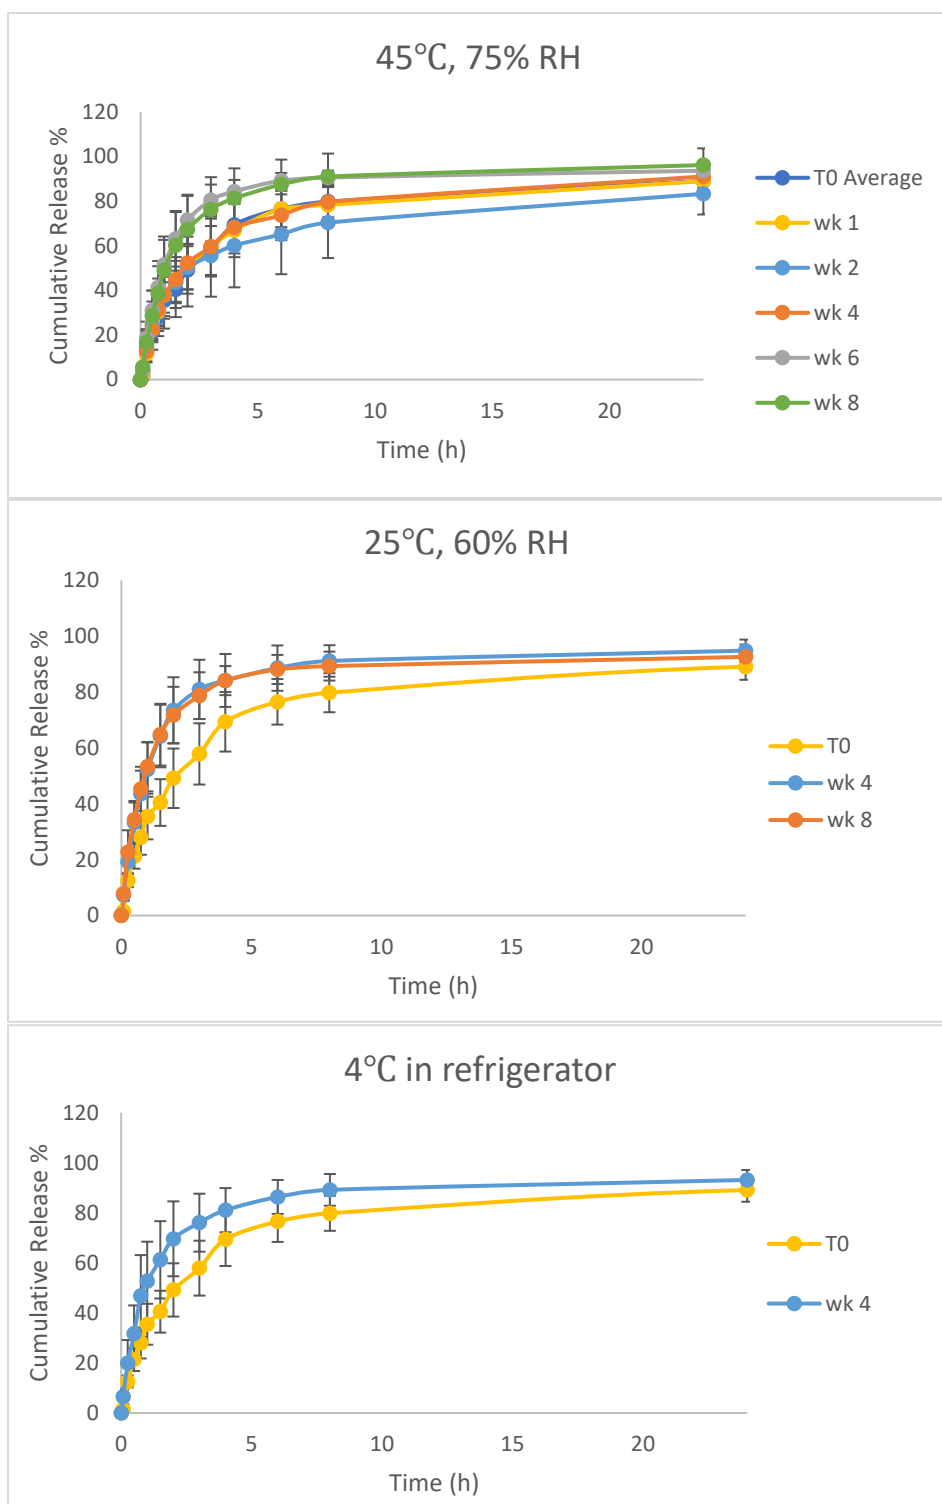 45°C, 75% RH
Cumulative Release %
120
100
80
60
40
20
0
0 5 10 15 20
Time (h)
T0 Average
wk 1
wk 2
wk 4
wk 6
wk 8
25°C, 60% RH
Cumulative Release %
120
100
80
60
40
20
0
0 5 10 15 20
Time (h)
T0
wk 4
wk 8
4°C in refrigerator
Cumulative Release %
120
100
80
60
40
20
0
0 5 10 15 20
Time (h)
T0
wk 4